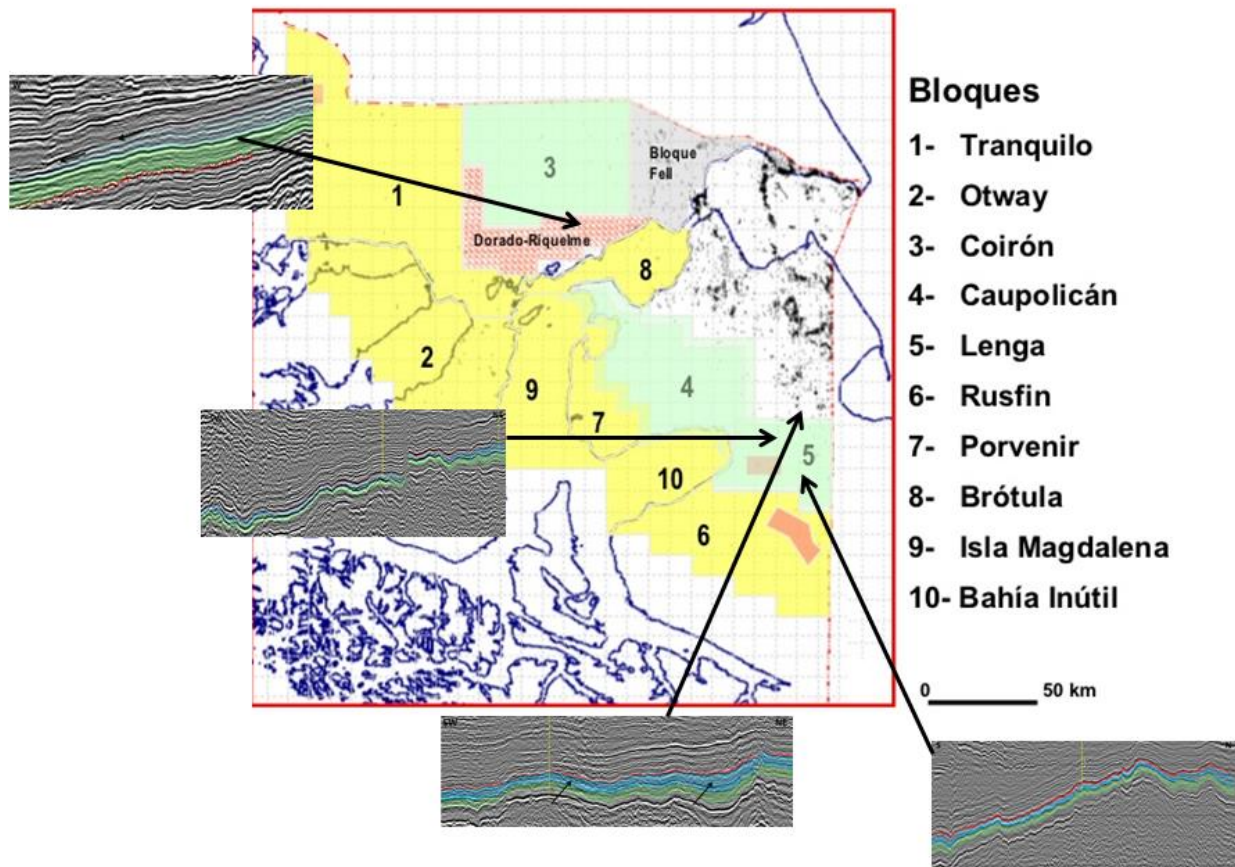 Bloques
1- Tranquilo
2- Otway
3- Coirón
4- Caupolicán
5- Lenga
6- Rusfin
7- Porvenir
8- Brótula
9- Isla Magdalena
10- Bahía Inútil
0 50 km
3
Bloque
Fell
1
Dorado-Riquelme
8
2
9
4
7
5
10
6
SW NE
N